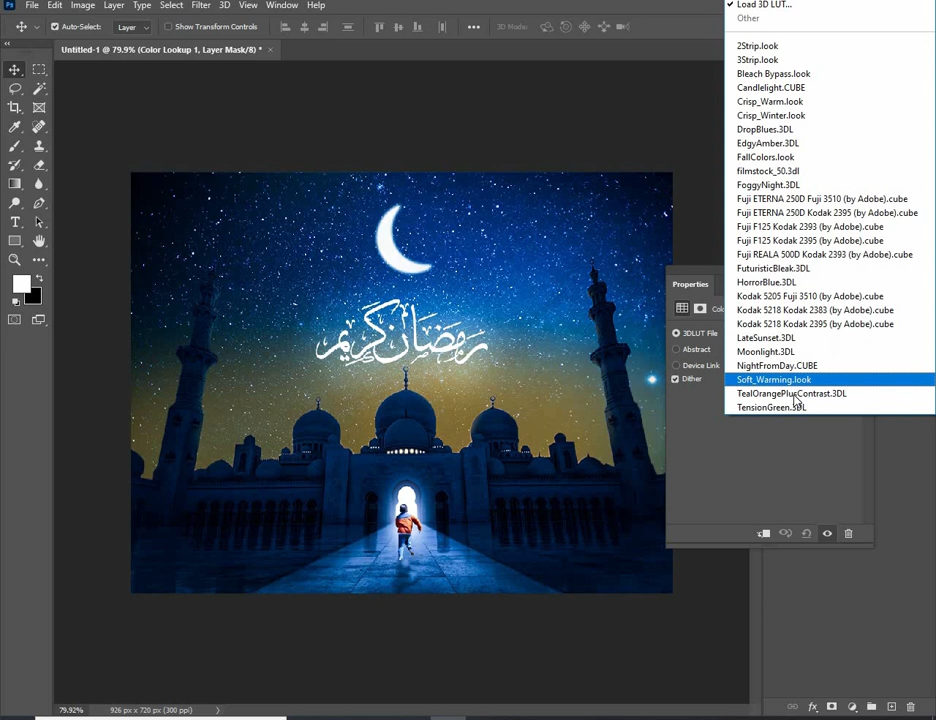 File Edit Image Layer Type Select Filter 3D View Window Help
Auto-Select: Layer Show Transform Controls 3D Mode:
Untitled-1 @ 79.9% (Color Lookup 1, Layer Mask/8) *
Load 3D LUT...
Other
2Strip.look
3Strip.look
Bleach Bypass.look
Candlelight.CUBE
Crisp_Warm.look
Crisp_Winter.look
DropBlues.3DL
EdgyAmber.3DL
FallColors.look
filmstock_50.3dl
FoggyNight.3DL
Fuji ETERNA 250D Fuji 3510 (by Adobe).cube
Fuji ETERNA 250D Kodak 2395 (by Adobe).cube
Fuji F125 Kodak 2393 (by Adobe).cube
Fuji F125 Kodak 2395 (by Adobe).cube
Fuji REALA 500D Kodak 2393 (by Adobe).cube
FuturisticBleak.3DL
HorrorBlue.3DL
Kodak 5205 Fuji 3510 (by Adobe).cube
Kodak 5218 Kodak 2383 (by Adobe).cube
Kodak 5218 Kodak 2395 (by Adobe).cube
LateSunset.3DL
Moonlight.3DL
NightFromDay.CUBE
Soft_Warming.look
TealOrangePlusContrast.3DL
TensionGreen.3DL
Properties
3DLUT File
Abstract
Device Link
Dither
رمضان كريم
79.92% 926 px x 720 px (300 ppi)